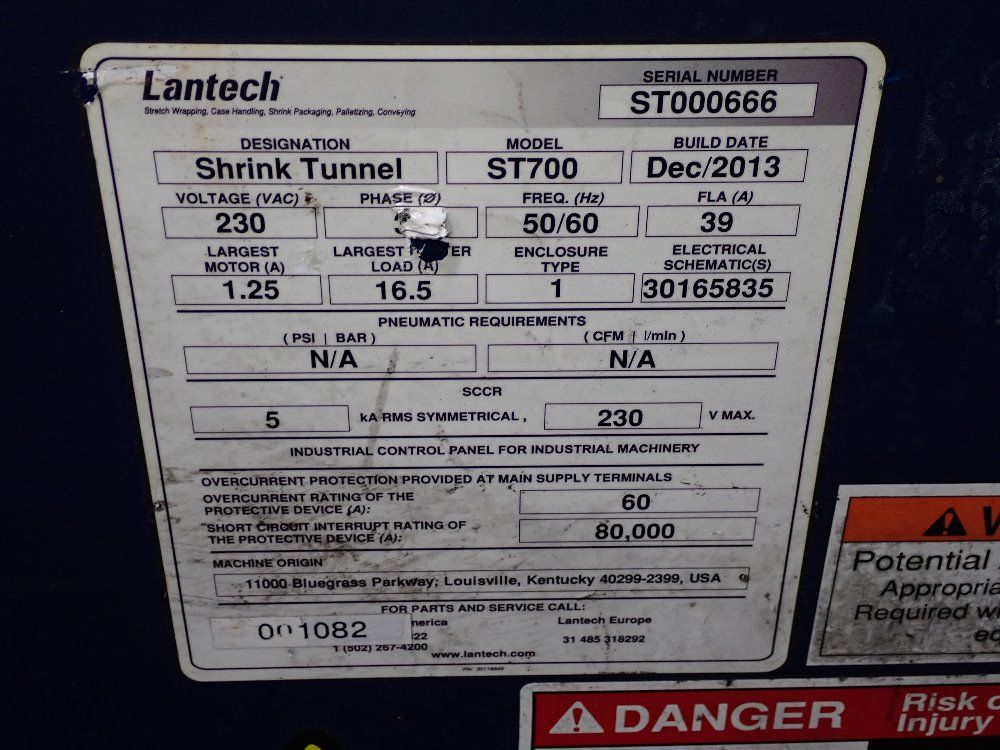 Lantech
Stretch Wrapping, Case Handling, Shrink Packaging, Palletizing, Conveying
SERIAL NUMBER
ST000666
DESIGNATION MODEL BUILD DATE
Shrink Tunnel ST700 Dec/2013
VOLTAGE (VAC) PHASE (Ø) FREQ. (Hz) FLA (A)
230 50/60 39
LARGEST MOTOR (A) LARGEST LOAD (A) ENCLOSURE TYPE ELECTRICAL SCHEMATIC(S)
1.25 16.5 1 30165835
PNEUMATIC REQUIREMENTS
( PSI | BAR ) ( CFM | l/min )
N/A N/A
SCCR
5 kA RMS SYMMETRICAL , 230 V MAX.
INDUSTRIAL CONTROL PANEL FOR INDUSTRIAL MACHINERY
OVERCURRENT PROTECTION PROVIDED AT MAIN SUPPLY TERMINALS
OVERCURRENT RATING OF THE
PROTECTIVE DEVICE (A): 60
SHORT CIRCUIT INTERRUPT RATING OF
THE PROTECTIVE DEVICE (A): 80,000
MACHINE ORIGIN
11000 Bluegrass Parkway, Louisville, Kentucky 40299-2399, USA
FOR PARTS AND SERVICE CALL:
001082 Lantech Europe
1 (502) 267-4200 31 485 318292
www.lantech.com
Potential
Appropria
Required w
DANGER
Risk o
Injury